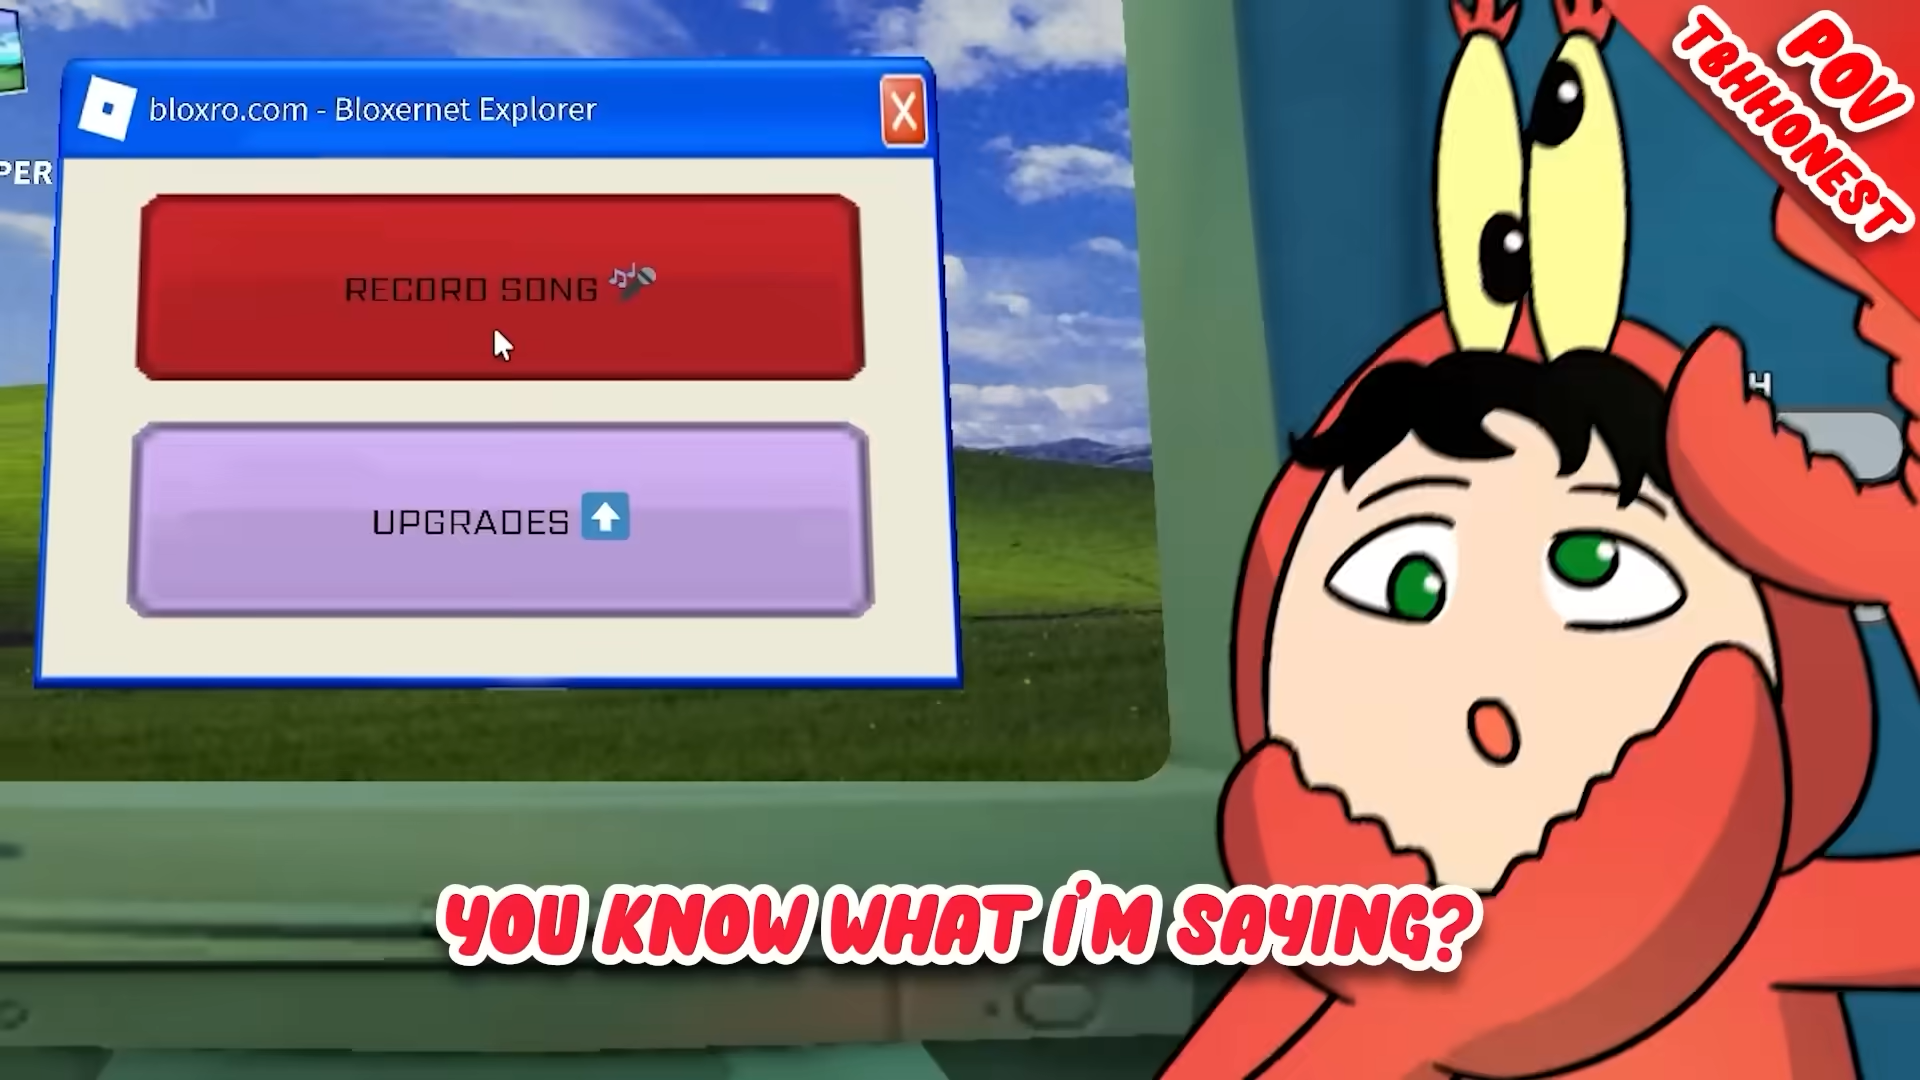 POV
TBHHONEST
bloxro.com - Bloxernet Explorer
X
PER
RECORD SONG
H
UPGRADES
YOU KNOW WHAT I'M SAYING?